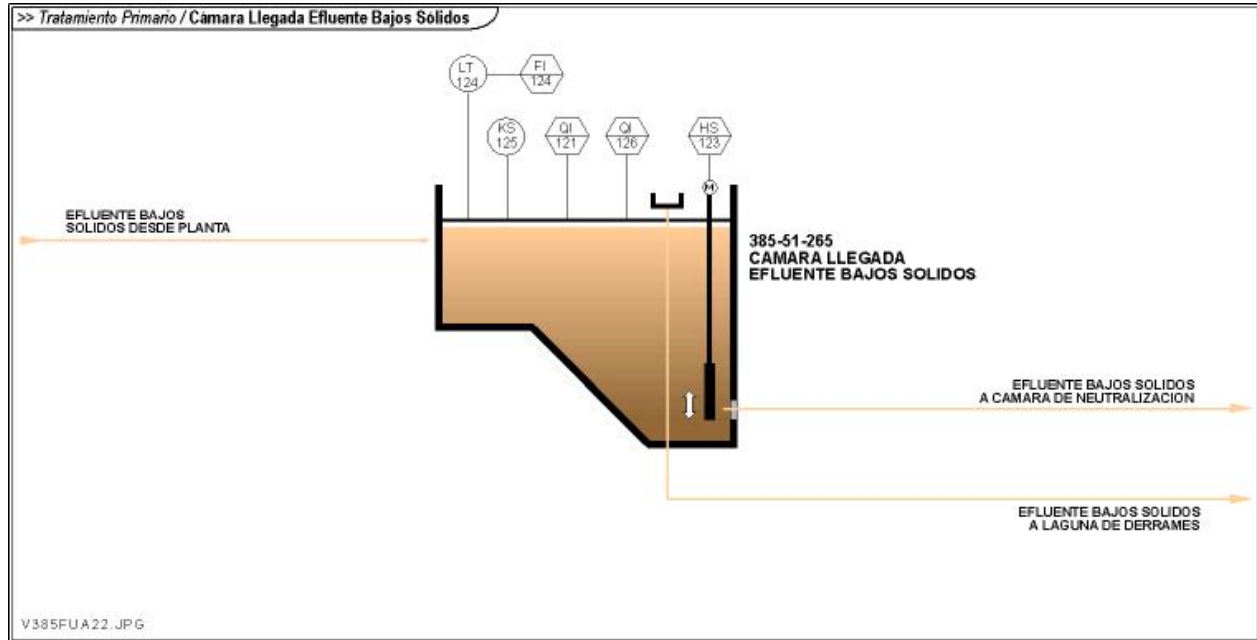 >> Tratamiento Primario / Cámara Llegada Efluente Bajos Sólidos
LT
124
FI
124
KS
125
QI
121
QI
126
HS
123
M
EFLUENTE BAJOS
SOLIDOS DESDE PLANTA
385-51-265
CAMARA LLEGADA
EFLUENTE BAJOS SOLIDOS
EFLUENTE BAJOS SOLIDOS
A CAMARA DE NEUTRALIZACION
EFLUENTE BAJOS SOLIDOS
A LAGUNA DE DERRAMES
V385FUA22.JPG